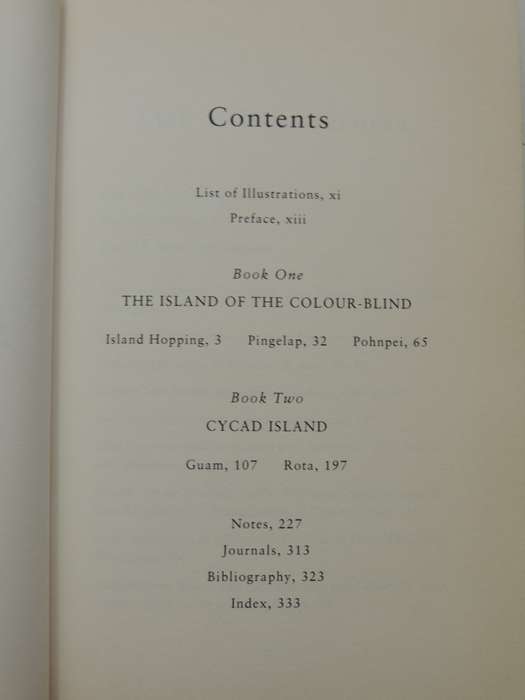 Contents
List of Illustrations, xi
Preface, xiii
Book One
THE ISLAND OF THE COLOUR-BLIND
Island Hopping, 3 Pingelap, 32 Pohnpei, 65
Book Two
CYCAD ISLAND
Guam, 107 Rota, 197
Notes, 227
Journals, 313
Bibliography, 323
Index, 333